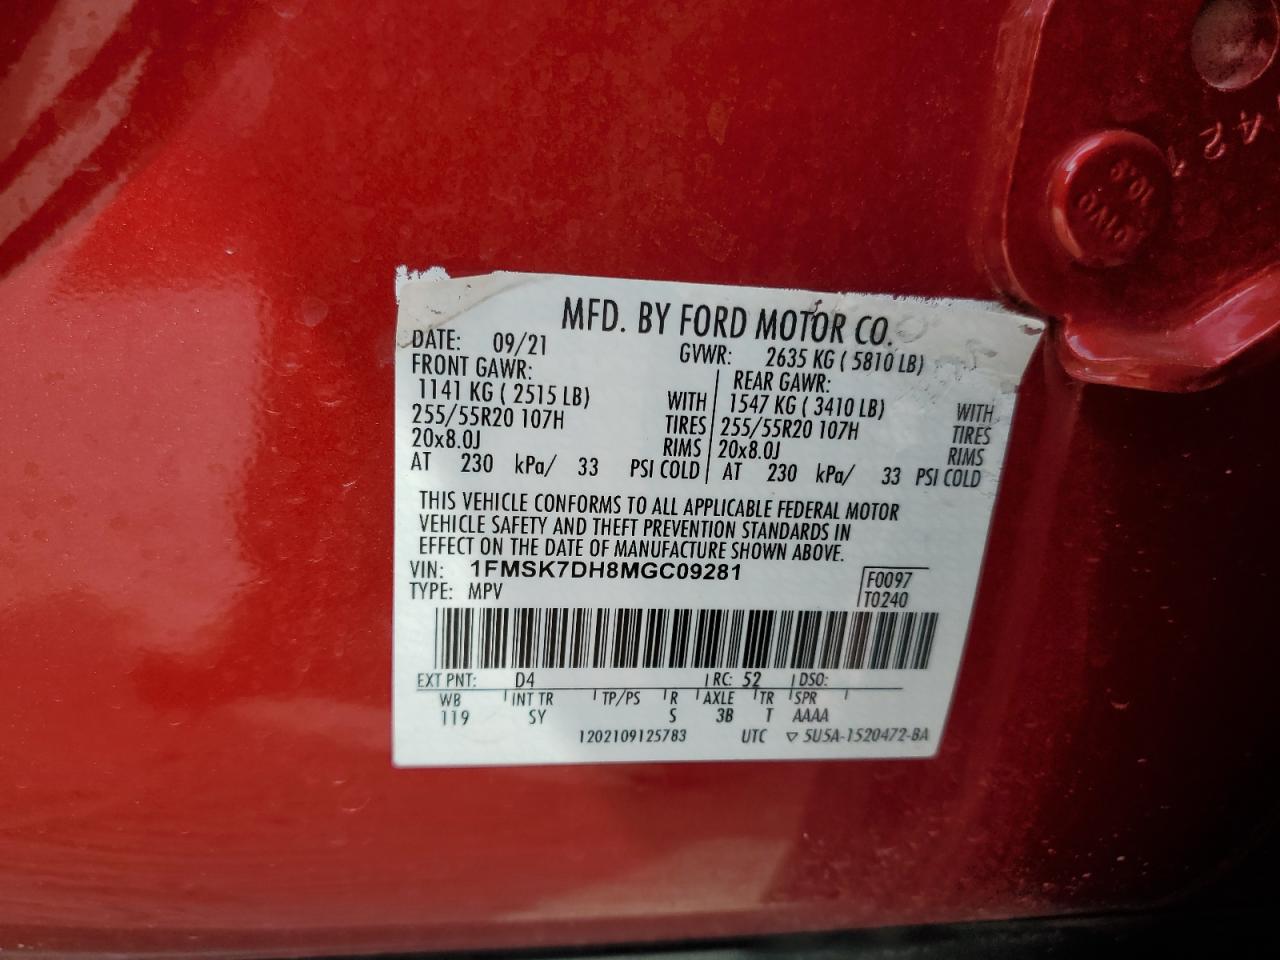 MFD. BY FORD MOTOR CO.
DATE: 09/21 GVWR: 2635 KG ( 5810 LB)
FRONT GAWR: REAR GAWR:
1141 KG ( 2515 LB) WITH 1547 KG ( 3410 LB) WITH
255/55R20 107H TIRES 255/55R20 107H TIRES
20x8.0J RIMS 20x8.0J RIMS
AT 230 kPa/ 33 PSI COLD AT 230 kPa/ 33 PSI COLD
THIS VEHICLE CONFORMS TO ALL APPLICABLE FEDERAL MOTOR
VEHICLE SAFETY AND THEFT PREVENTION STANDARDS IN
EFFECT ON THE DATE OF MANUFACTURE SHOWN ABOVE.
VIN: 1FMSK7DH8MGC09281 F0097
TYPE: MPV T0240
EXT PNT: D4 RC: 52 DSO:
WB INT TR TP/PS R AXLE TR SPR
119 SY S 3B T AAAA
1202109125783 UTC ▽ 5U5A-1520472-BA